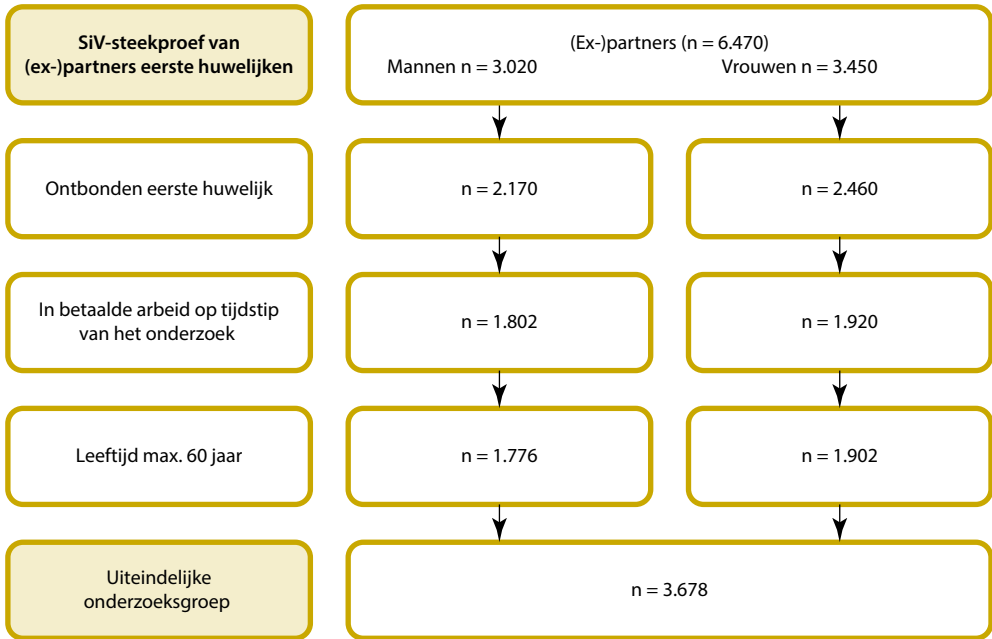 SiV-steekproef van
(ex-)partners eerste huwelijken
(Ex-)partners (n = 6.470)
Mannen n = 3.020 Vrouwen n = 3.450
Ontbonden eerste huwelijk
n = 2.170
n = 2.460
In betaalde arbeid op tijdstip
van het onderzoek
n = 1.802
n = 1.920
Leeftijd max. 60 jaar
n = 1.776
n = 1.902
Uiteindelijke
onderzoeksgroep
n = 3.678